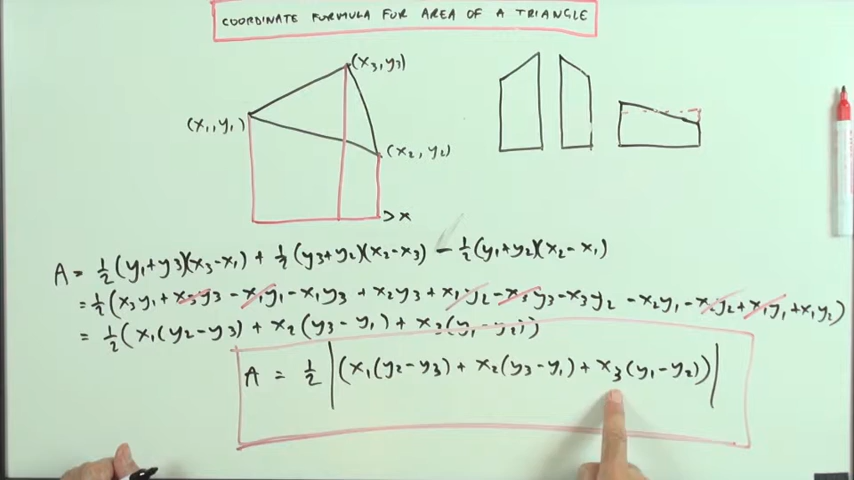 COORDINATE FORMULA FOR AREA OF A TRIANGLE
(x₃,y₃)
(x₁,y₁)
(x₂,y₂)
>x
A = ½(y₁+y₃)(x₃-x₁) + ½(y₃+y₂)(x₂-x₃) - ½(y₁+y₂)(x₂-x₁)
=½(x₃y₁+x₃y₃-x₁y₁-x₁y₃+x₂y₃+x₂y₂-x₃y₃-x₃y₂-x₂y₁-x₂y₂+x₁y₁+x₁y₂)
=½(x₁(y₂-y₃)+x₂(y₃-y₁)+x₃(y₁-y₂))
A = ½|(x₁(y₂-y₃)+x₂(y₃-y₁)+x₃(y₁-y₂))|